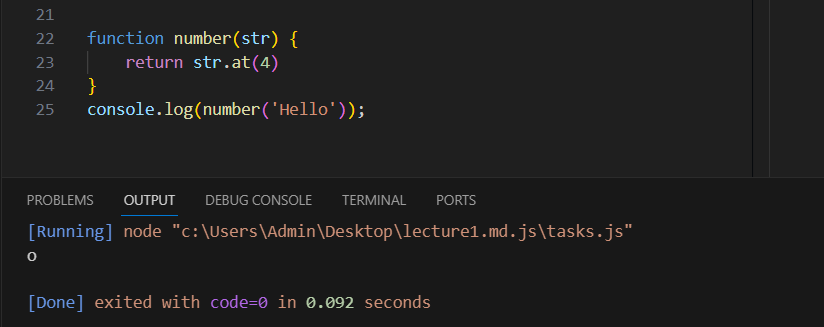 21
22 function number(str) {
23     return str.at(4)
24 }
25 console.log(number('Hello'));
PROBLEMS OUTPUT DEBUG CONSOLE TERMINAL PORTS
[Running] node "c:\Users\Admin\Desktop\lecture1.md.js\tasks.js"
o
[Done] exited with code=0 in 0.092 seconds